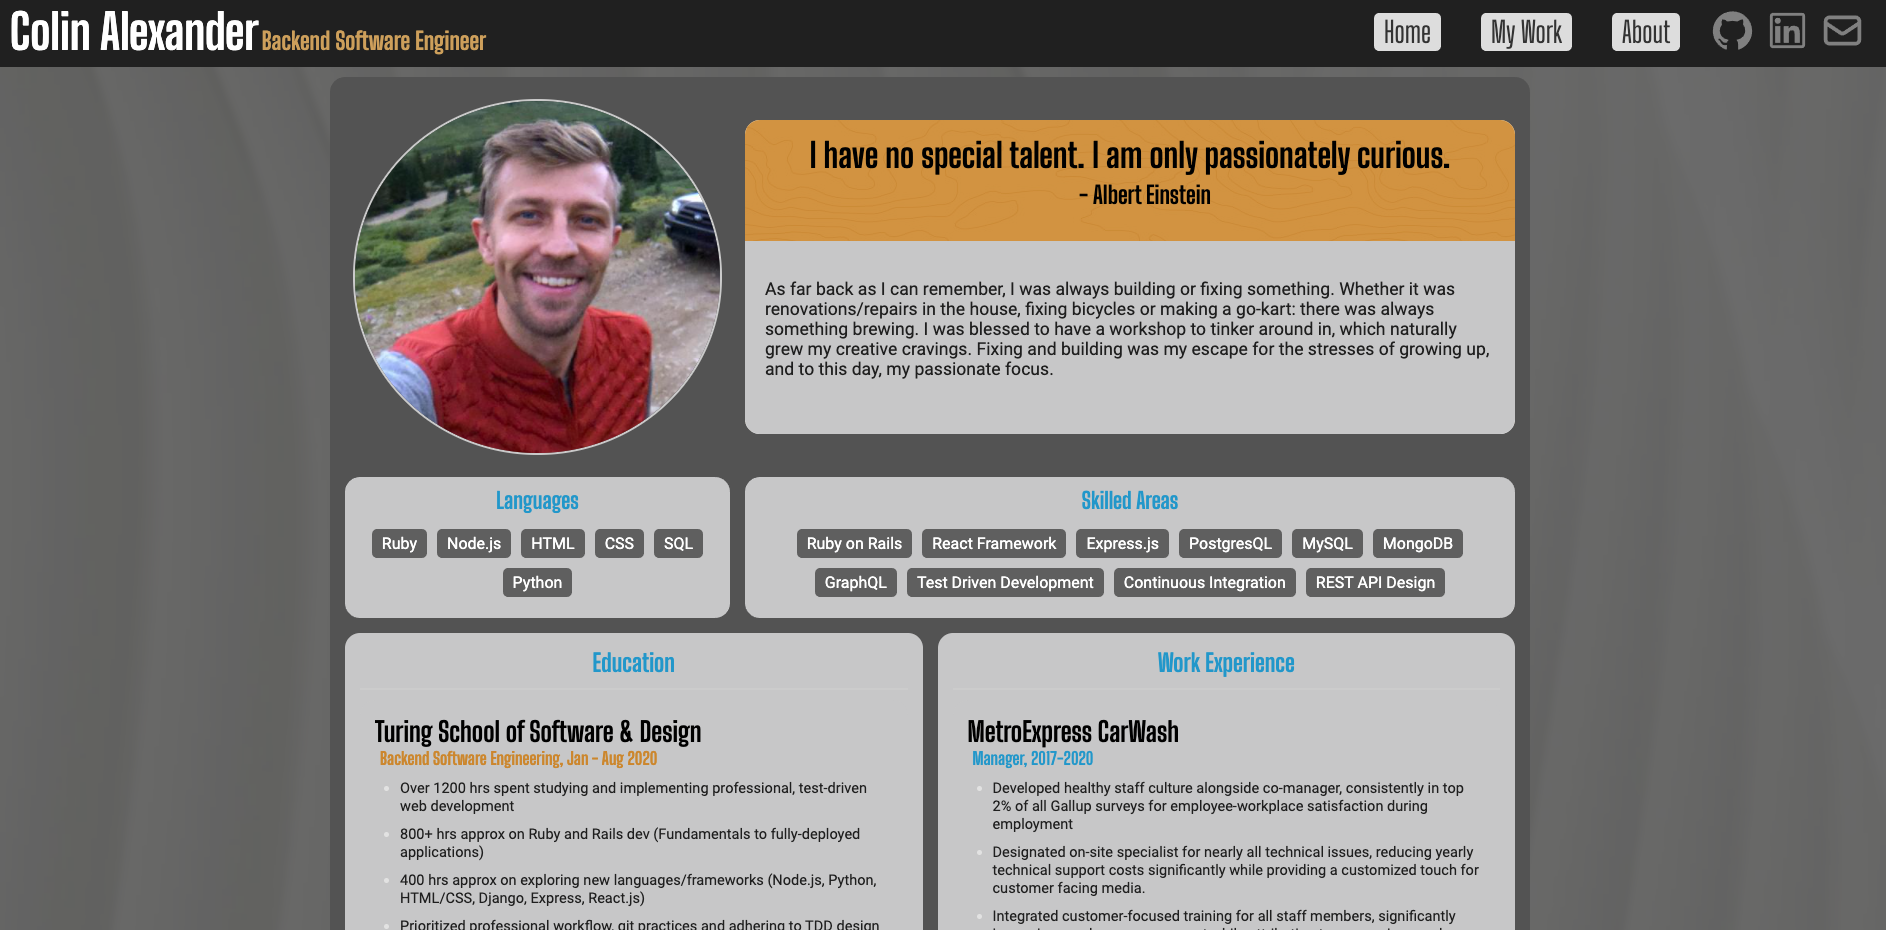 Colin Alexander Backend Software Engineer
Home My Work About
I have no special talent. I am only passionately curious.
- Albert Einstein
As far back as I can remember, I was always building or fixing something. Whether it was
renovations/repairs in the house, fixing bicycles or making a go-kart: there was always
something brewing. I was blessed to have a workshop to tinker around in, which naturally
grew my creative cravings. Fixing and building was my escape for the stresses of growing up,
and to this day, my passionate focus.
Languages
Ruby Node.js HTML CSS SQL
Python
Skilled Areas
Ruby on Rails React Framework Express.js PostgresQL MySQL MongoDB
GraphQL Test Driven Development Continuous Integration REST API Design
Education
Turing School of Software & Design
Backend Software Engineering, Jan - Aug 2020
Over 1200 hrs spent studying and implementing professional, test-driven
web development
800+ hrs approx on Ruby and Rails dev (Fundamentals to fully-deployed
applications)
400 hrs approx on exploring new languages/frameworks (Node.js, Python,
HTML/CSS, Django, Express, React.js)
Prioritized professional workflow, git practices and adhering to TDD design
Work Experience
MetroExpress CarWash
Manager, 2017-2020
Developed healthy staff culture alongside co-manager, consistently in top
2% of all Gallup surveys for employee-workplace satisfaction during
employment
Designated on-site specialist for nearly all technical issues, reducing yearly
technical support costs significantly while providing a customized touch for
customer facing media.
Integrated customer-focused training for all staff members, significantly